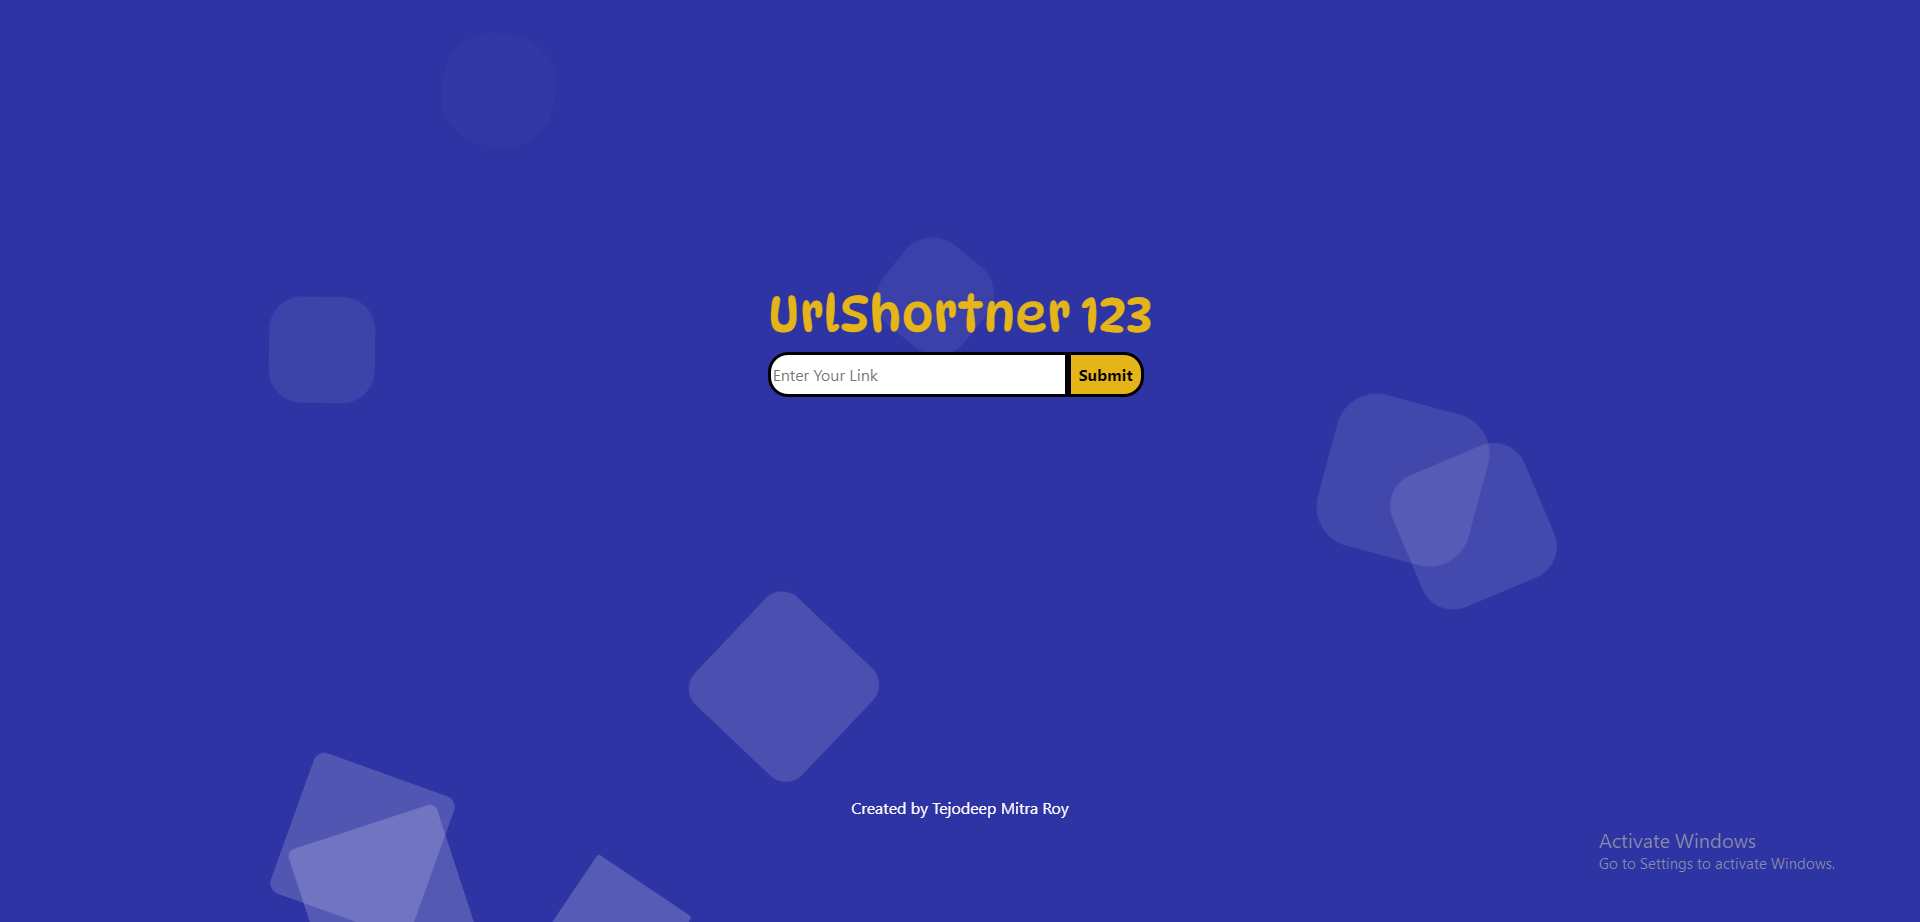 UrlShortner 123
Enter Your Link
Submit
Created by Tejodeep Mitra Roy
Activate Windows
Go to Settings to activate Windows.